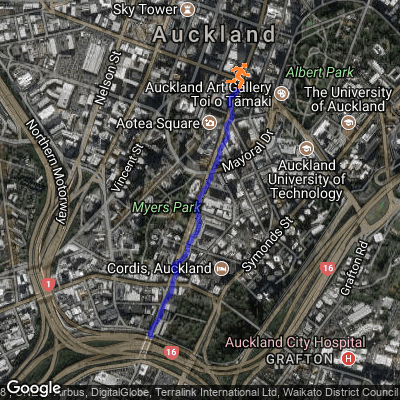 Sky Tower
Auckland
Nelson St
Albert Park
Auckland Art Gallery
Toi o Tāmaki
The University
of Auckland
Aotea Square
Mayoral Dr
Northern Motorway
Vincent St
Auckland
University of
Technology
Myers Park
Symonds St
Grafton Rd
Cordis, Auckland
16
1
16
Auckland City Hospital
GRAFTON
H
Google
DigitalGlobe, Terralink International Ltd, Waikato District Council